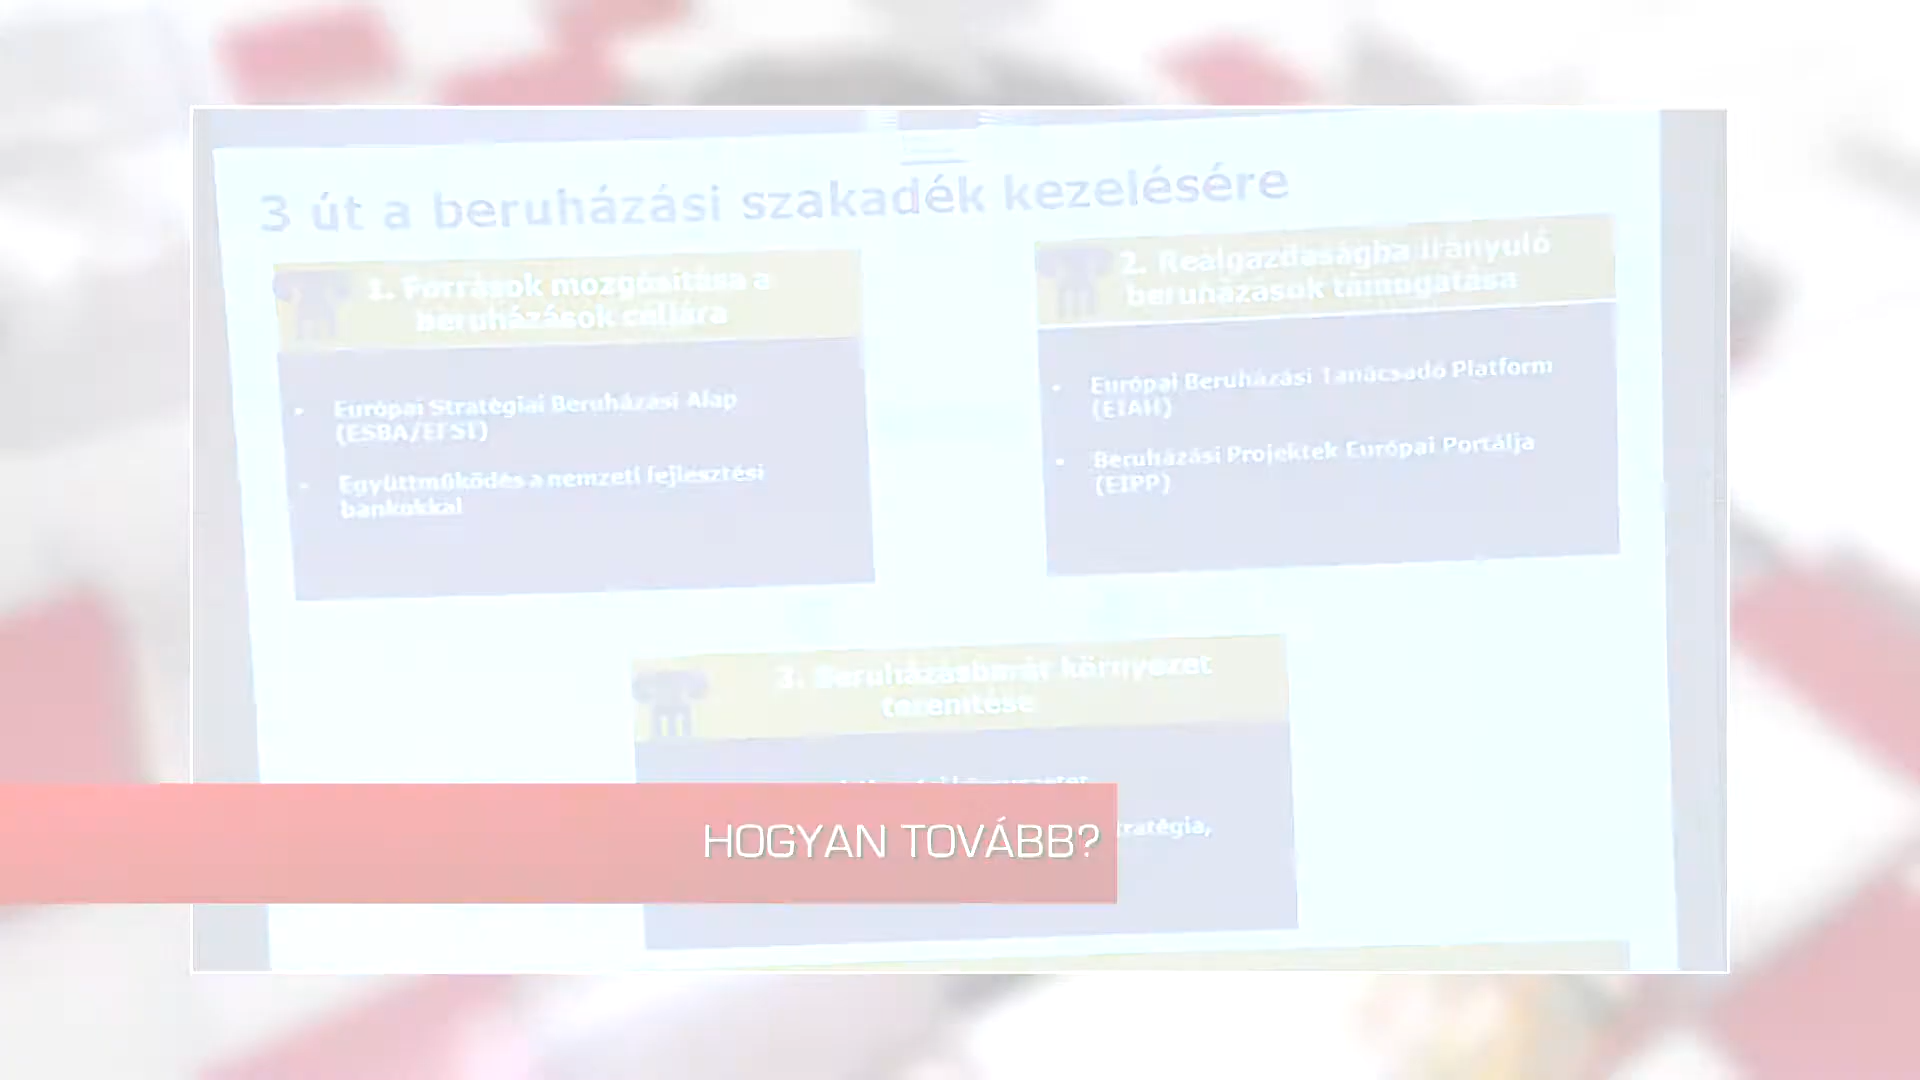 3 út a beruházási szakadék kezelésére
1. Források mozgósítása a
beruházások céljára
• Európai Stratégiai Beruházási Alap
(ESBA/EFSI)
• Együttműködés a nemzeti fejlesztési
bankokkal
2. Reálgazdaságba irányuló
beruházások támogatása
• Európai Beruházási Tanácsadó Platform
(EIAH)
• Beruházási Projektek Európai Portálja
(EIPP)
3. Beruházásbarát környezet
teremtése
HOGYAN TOVÁBB?